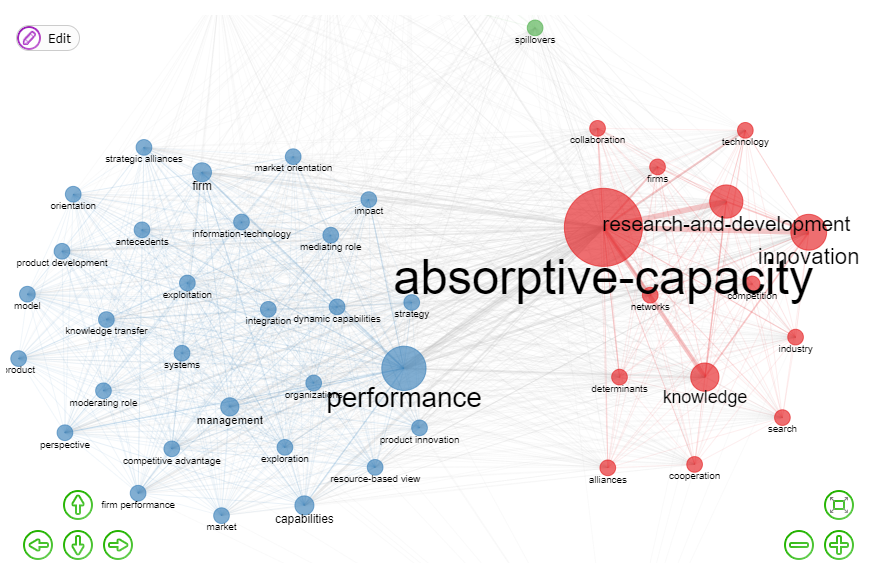 spillovers
Edit
collaboration
technology
strategic alliances
market orientation
firms
firm
orientation
impact
research-and-development
information-technology
antecedents
mediating role
innovation
product development
absorptive-capacity
exploitation
competition
model
networks
strategy
integration
dynamic capabilities
knowledge transfer
industry
systems
product
determinants
organizations
performance
knowledge
moderating role
management
search
product innovation
perspective
competitive advantage
exploration
resource-based view
alliances
cooperation
firm performance
capabilities
market